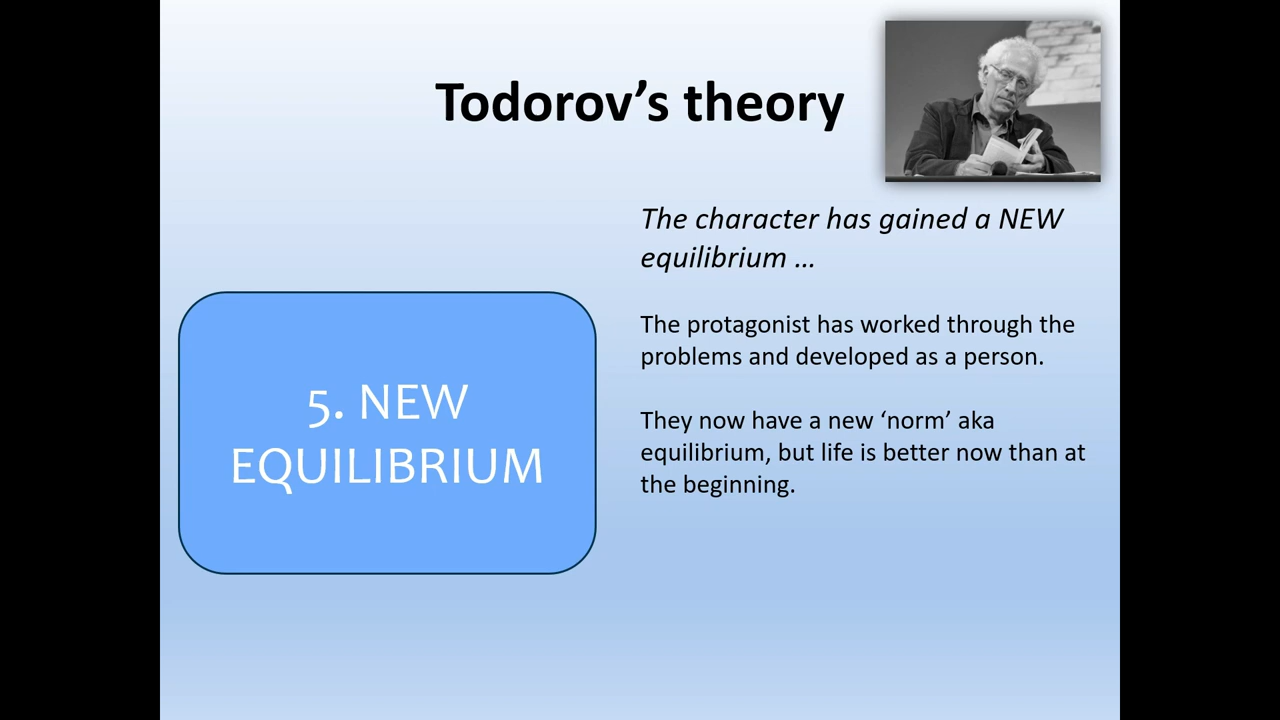 Todorov’s theory
The character has gained a NEW
equilibrium ...
5. NEW
EQUILIBRIUM
The protagonist has worked through the
problems and developed as a person.
They now have a new ‘norm’ aka
equilibrium, but life is better now than at
the beginning.